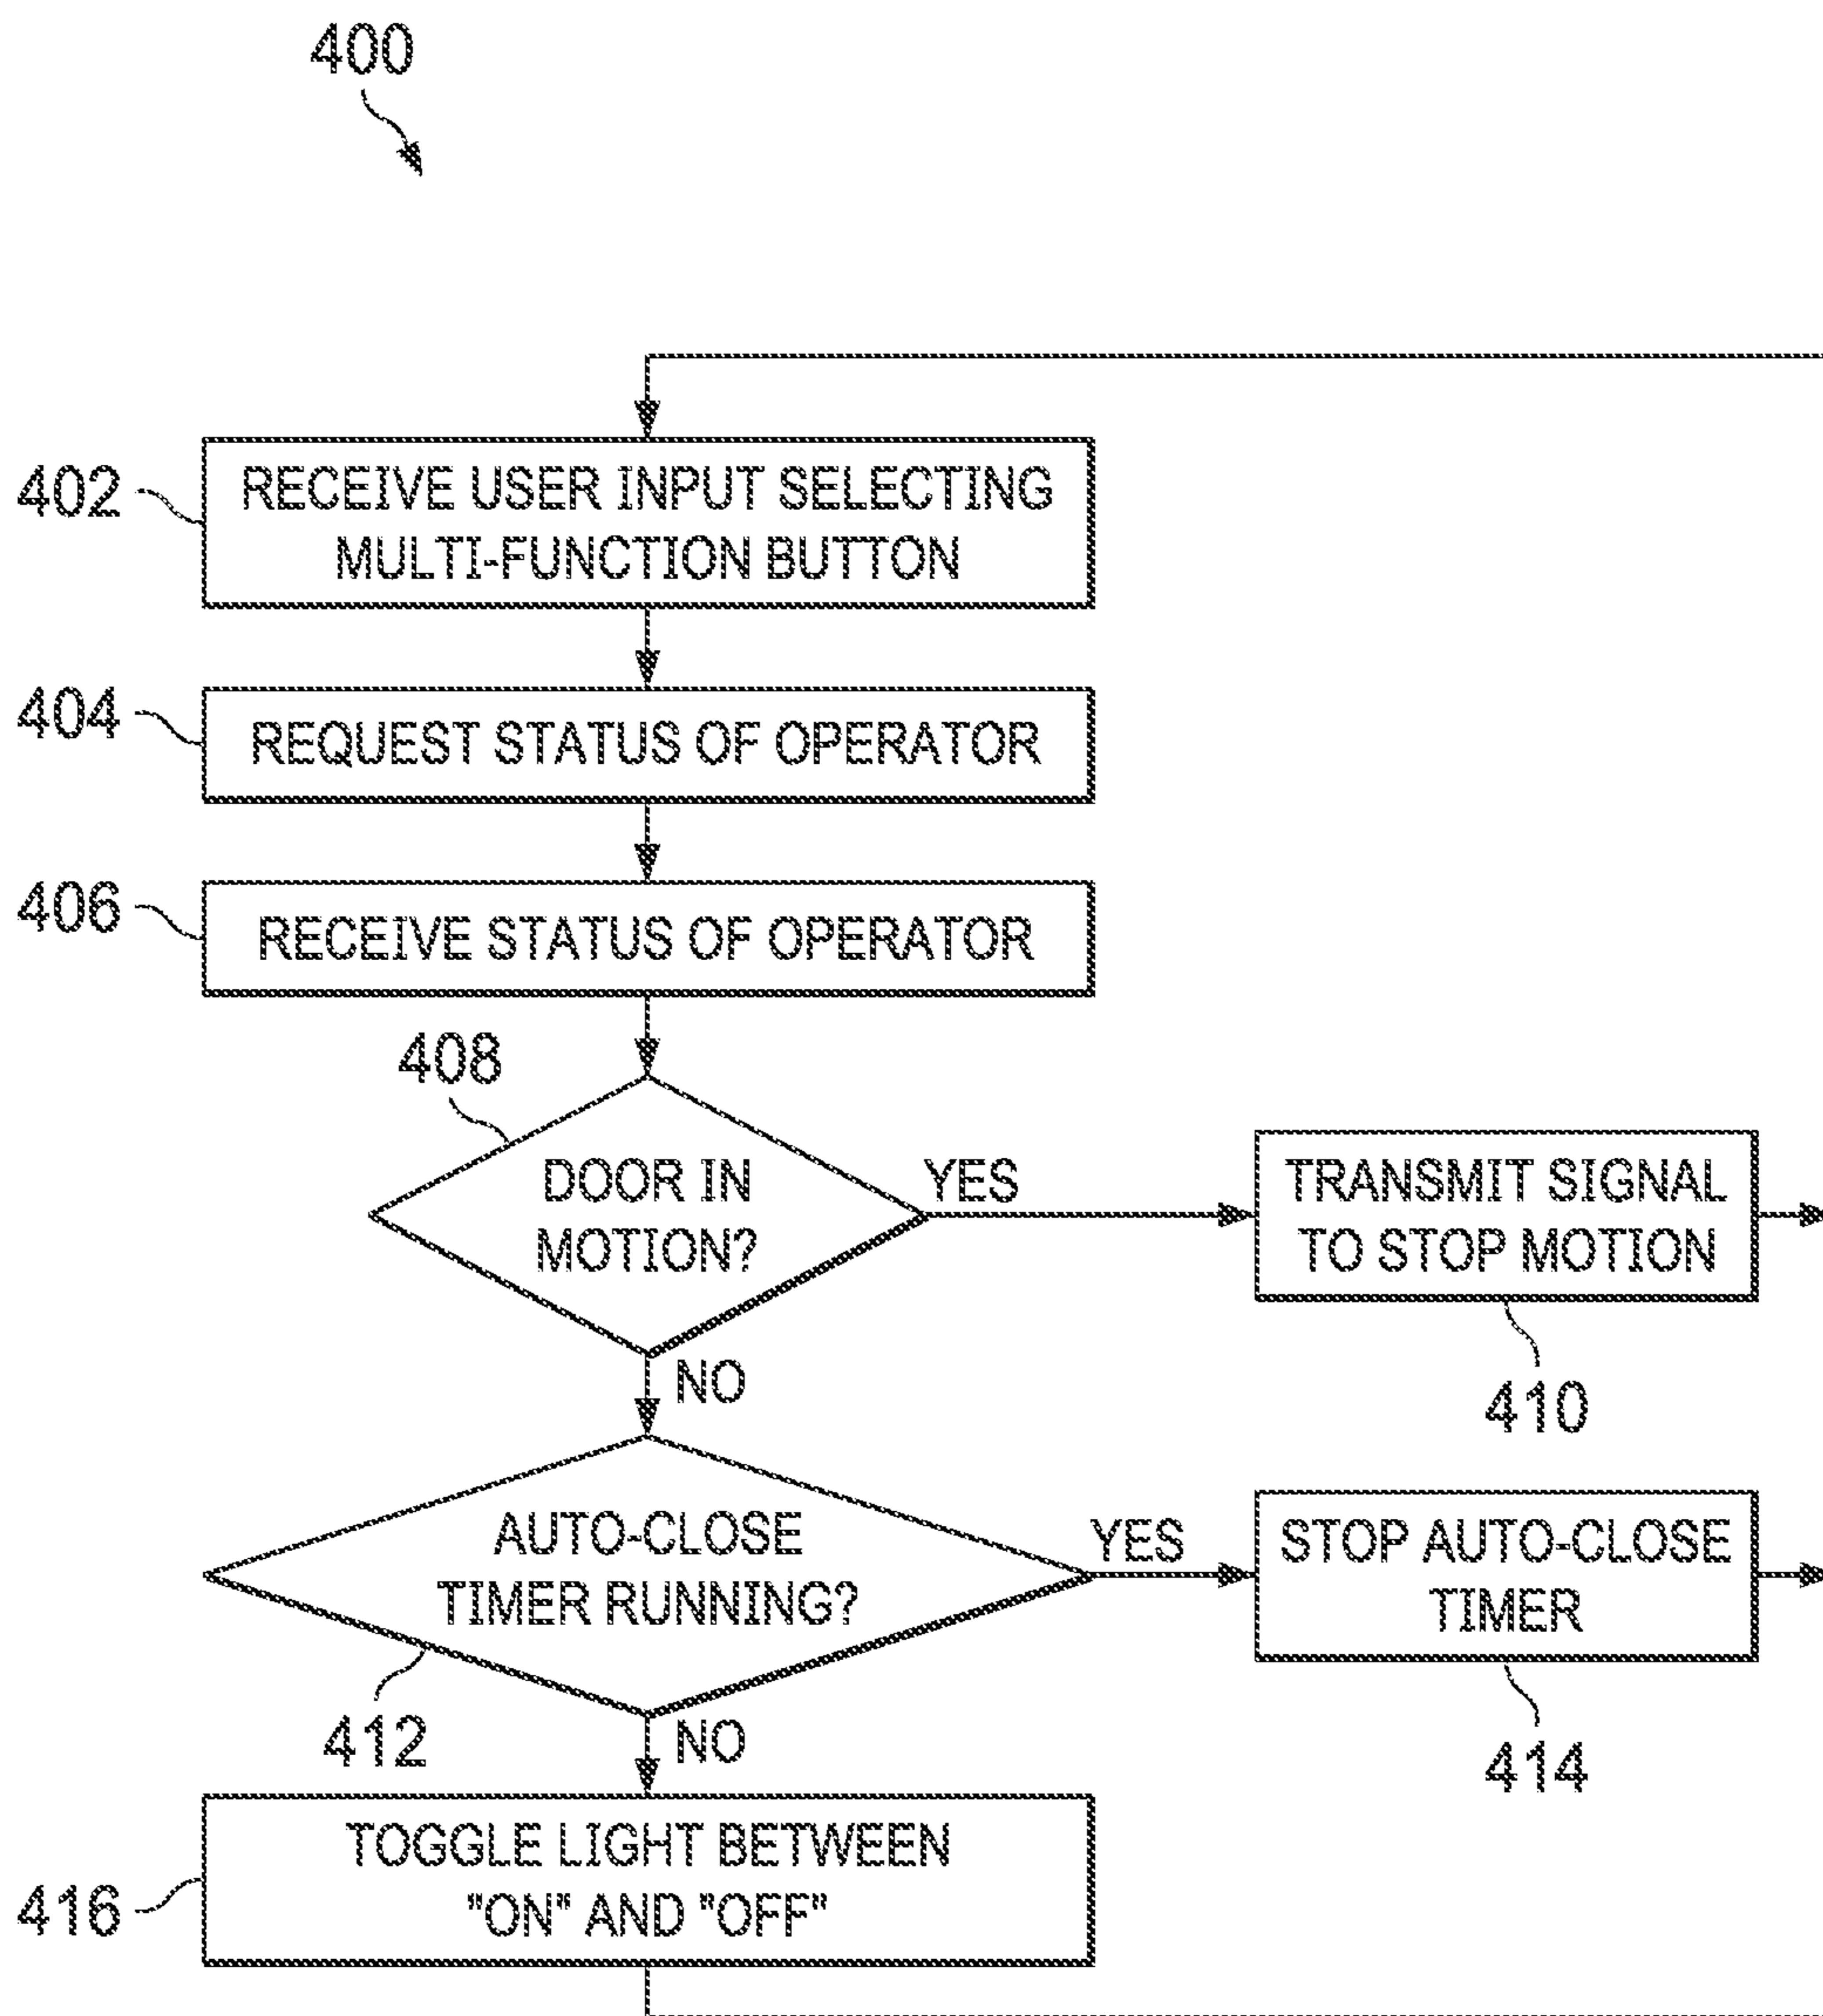 400
402
RECEIVE USER INPUT SELECTING
MULTI-FUNCTION BUTTON
404
REQUEST STATUS OF OPERATOR
406
RECEIVE STATUS OF OPERATOR
408
DOOR IN
MOTION?
YES
TRANSMIT SIGNAL
TO STOP MOTION
410
NO
AUTO-CLOSE
TIMER RUNNING?
YES
STOP AUTO-CLOSE
TIMER
412
414
NO
TOGGLE LIGHT BETWEEN
"ON" AND "OFF"
416